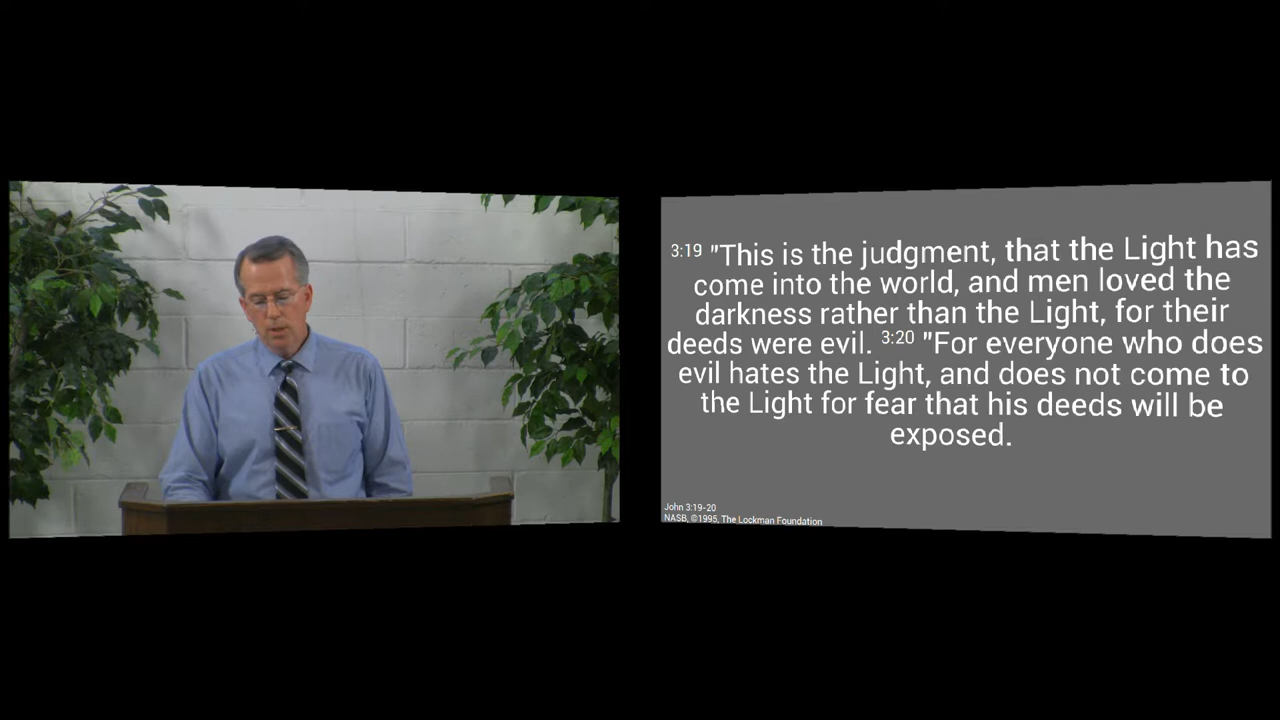 3:19 "This is the judgment, that the Light has
come into the world, and men loved the
darkness rather than the Light, for their
deeds were evil. 3:20 "For everyone who does
evil hates the Light, and does not come to
the Light for fear that his deeds will be
exposed.
John 3:19-20
NASB, ©1995, The Lockman Foundation